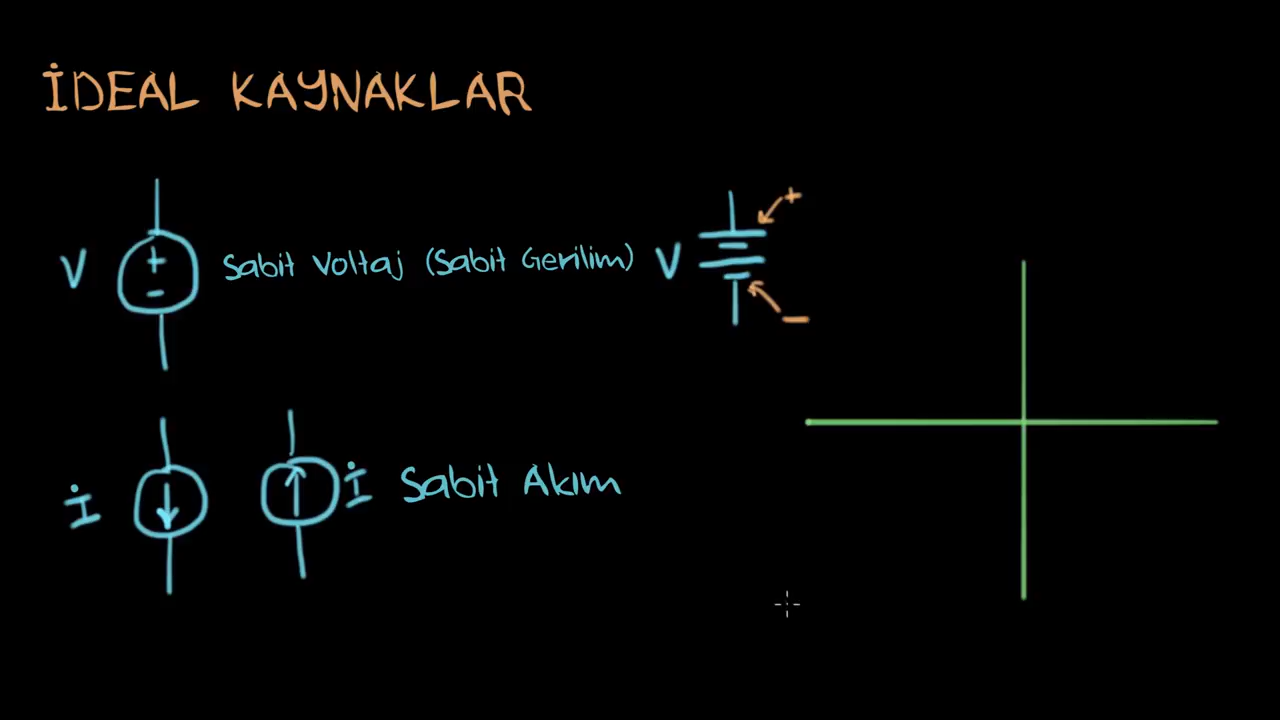 İDEAL KAYNAKLAR
V + - Sabit Voltaj (Sabit Gerilim) V + -
İ İ Sabit Akım